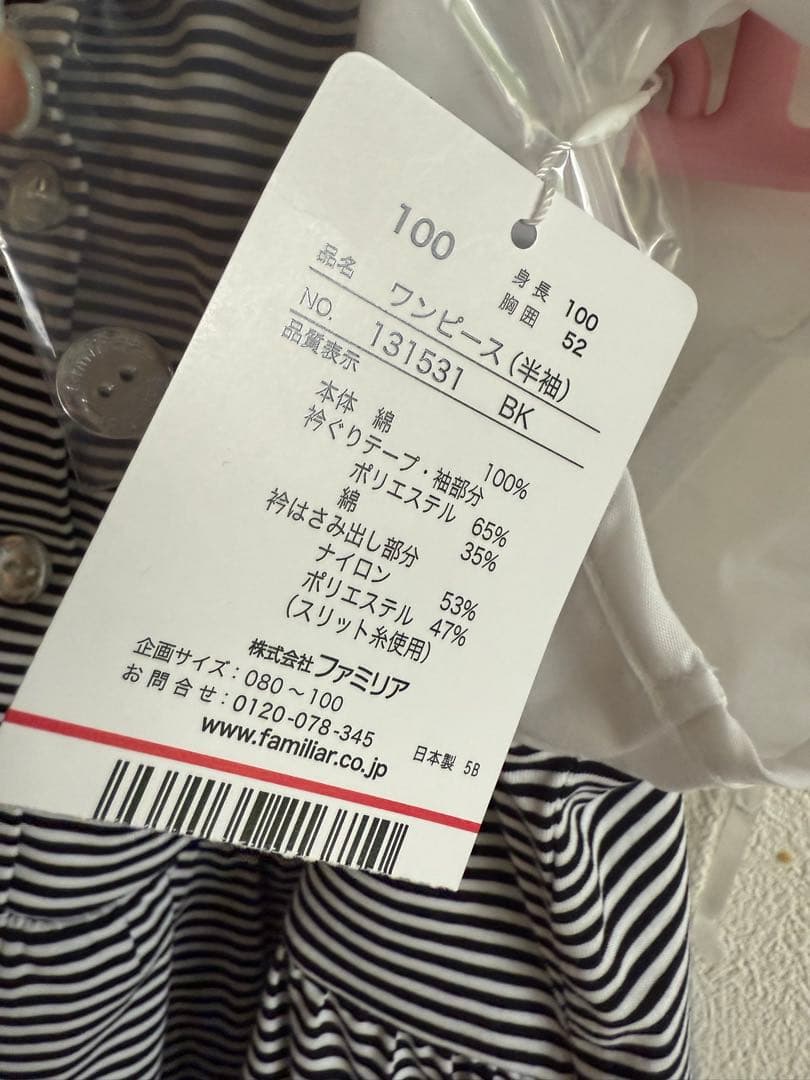 100
身長 100
胸囲 52
品名 ワンピース(半袖)
NO. 131531 BK
品質表示
本体 綿 100%
衿ぐりテープ・袖部分
ポリエステル 65%
綿 35%
衿はさみ出し部分
ナイロン 53%
ポリエステル 47%
(スリット糸使用)
株式会社ファミリア
企画サイズ:080~100
お問合せ:0120-078-345
www.familiar.co.jp
日本製 5B